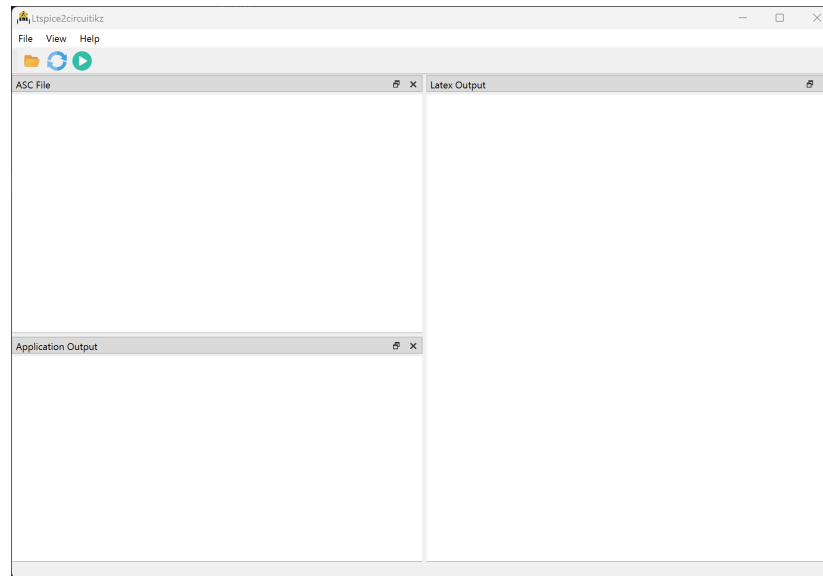 Ltspice2circuitikz
File View Help
ASC File
Latex Output
Application Output